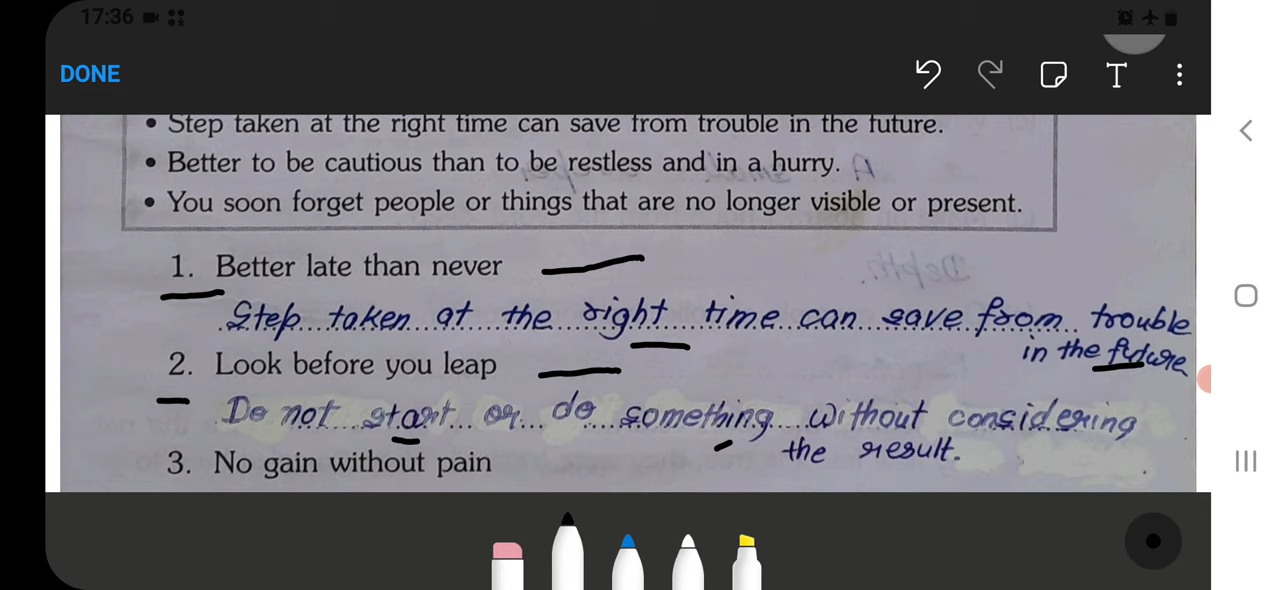 17:36
DONE
T
• Step taken at the right time can save from trouble in the future.
• Better to be cautious than to be restless and in a hurry.
• You soon forget people or things that are no longer visible or present.
1. Better late than never
Step taken at the right time can save from trouble
in the future
2. Look before you leap
Do not start or do something without considering
the result.
3. No gain without pain